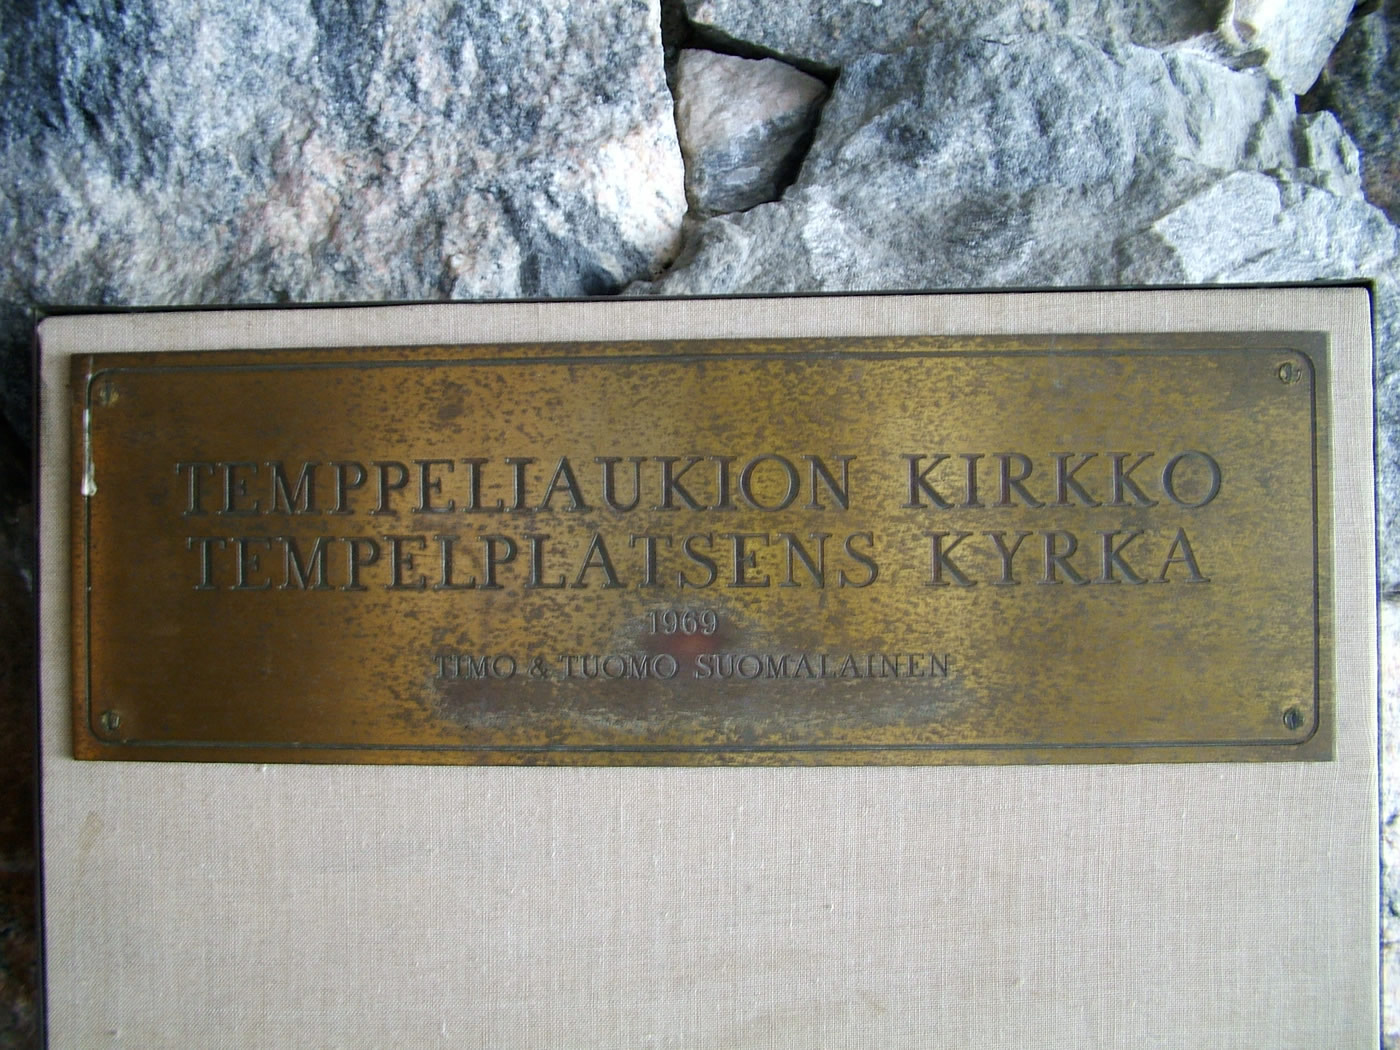 TEMPPELIAUKION KIRKKO
TEMPELPLATSENS KYRKA
1969
TIMO & TUOMO SUOMALAINEN